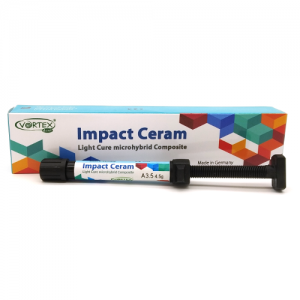 VORTEX
Impact Ceram
Light Cure microhybrid Composite
Made in Germany
Impact Ceram
Light Cure microhybrid Composite
A3.5 4.5g